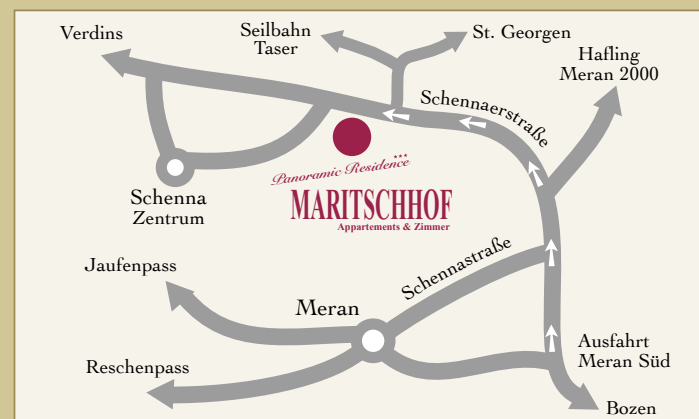 Verdins
Seilbahn
Taser
St. Georgen
Hafling
Meran 2000
Schennaerstraße
Schenna
Zentrum
Panoramic Residence***
MARITSCHHOF
Appartements & Zimmer
Schennastraße
Jaufenpass
Meran
Reschenpass
Ausfahrt
Meran Süd
Bozen